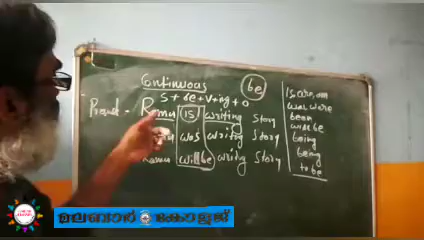 Continuous
be
S + be + V+ing + O
Present - Ramu is writing Story
was writing Story
Ramu will be writing Story
is are, am
was were
been
will be
being
being
to be
മലബാർ കോളജ്